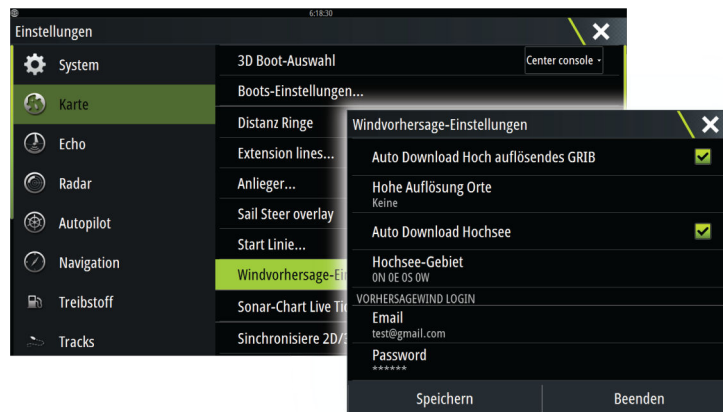 6:18:30
Einstellungen
System
Karte
Echo
Radar
Autopilot
Navigation
Treibstoff
Tracks
3D Boot-Auswahl
Center console
Boots-Einstellungen...
Distanz Ringe
Extension lines...
Anlieger...
Sail Steer overlay
Start Linie...
Windvorhersage-Ei
Sonar-Chart Live
Sinchronisiere 2D/
Windvorhersage-Einstellungen
Auto Download Hoch auflösendes GRIB
Hohe Auflösung Orte
Keine
Auto Download Hochsee
Hochsee-Gebiet
0N 0E 0S 0W
VORHERSAGEWIND LOGIN
Email
test@gmail.com
Password
******
Speichern
Beenden